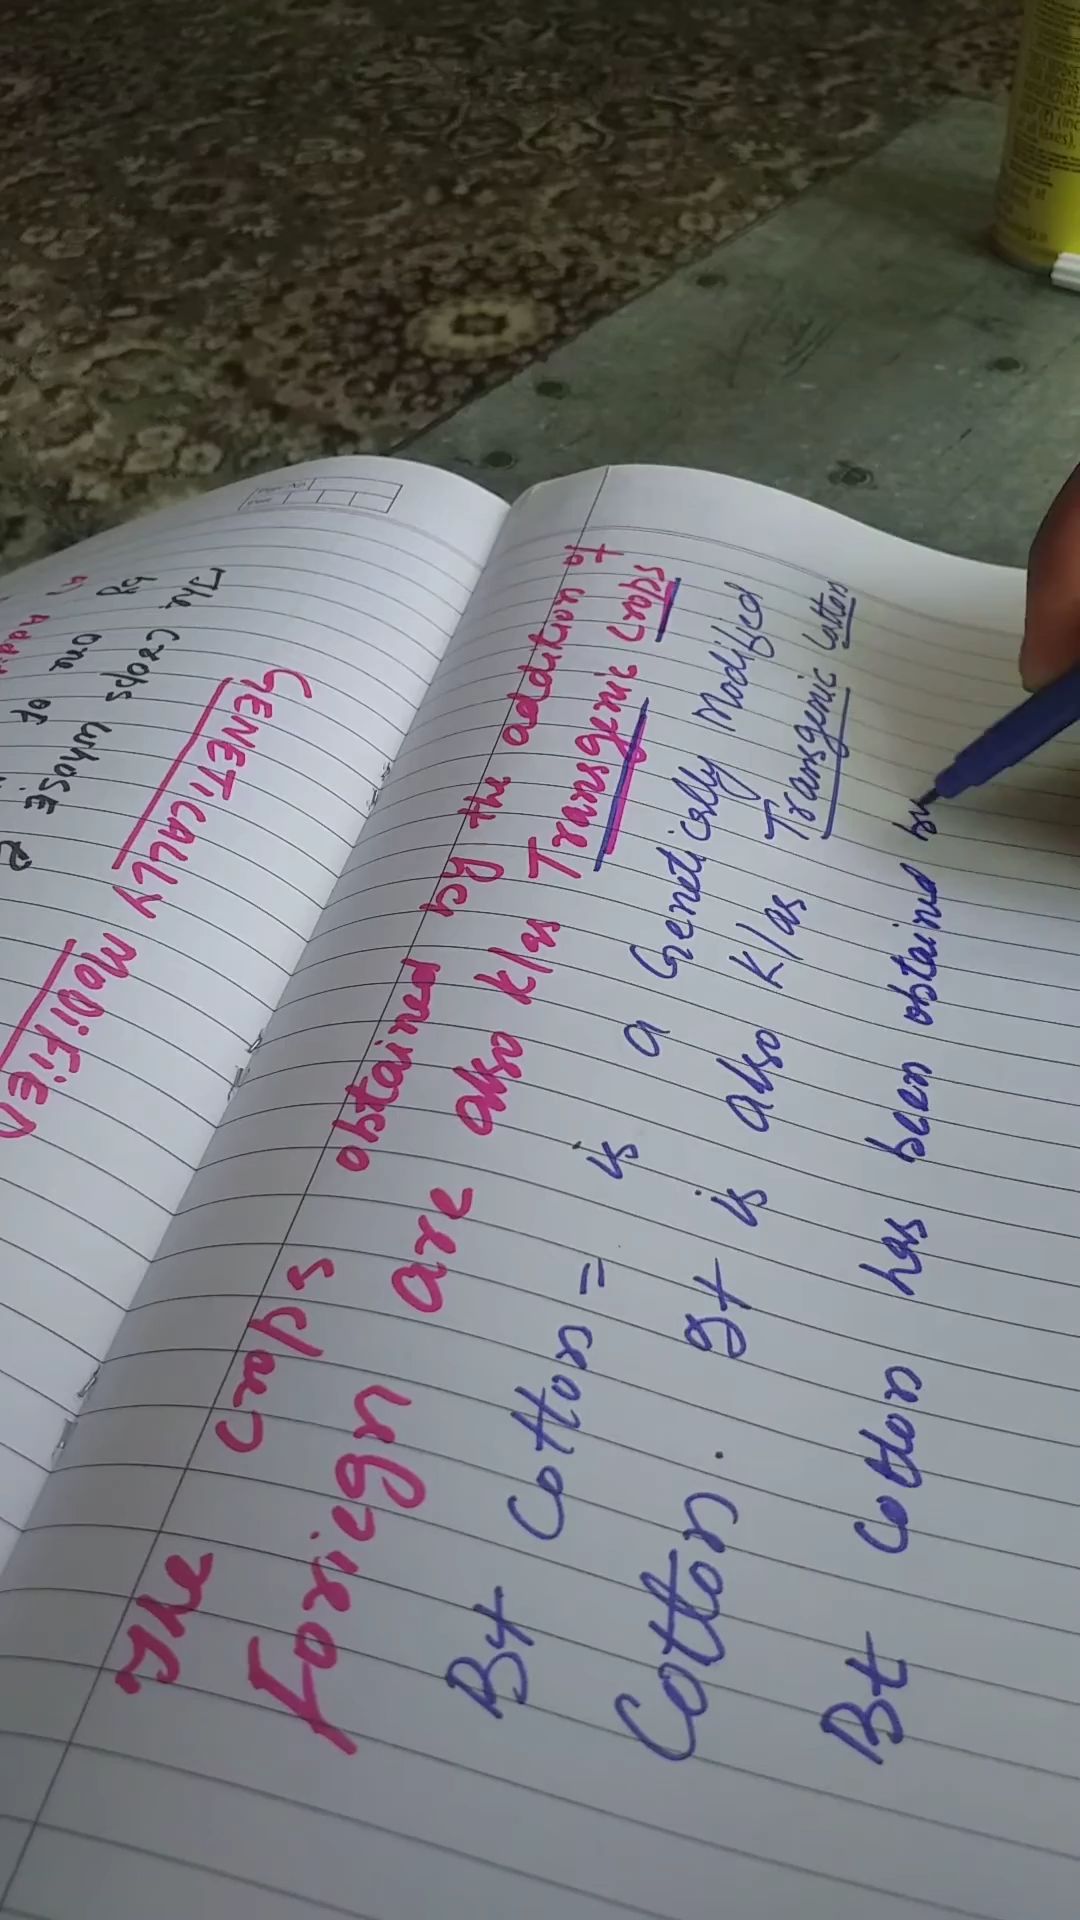 GENETICALLY MODIFIED
The Crops whose
by one of
The crops obtained by the addition of
Foriegn are also k/as Transgenic Crops
Bt Cotton = is a Genetically Modified
Cotton. It is also k/as Transgenic Cotton
Bt cotton has been obtained by